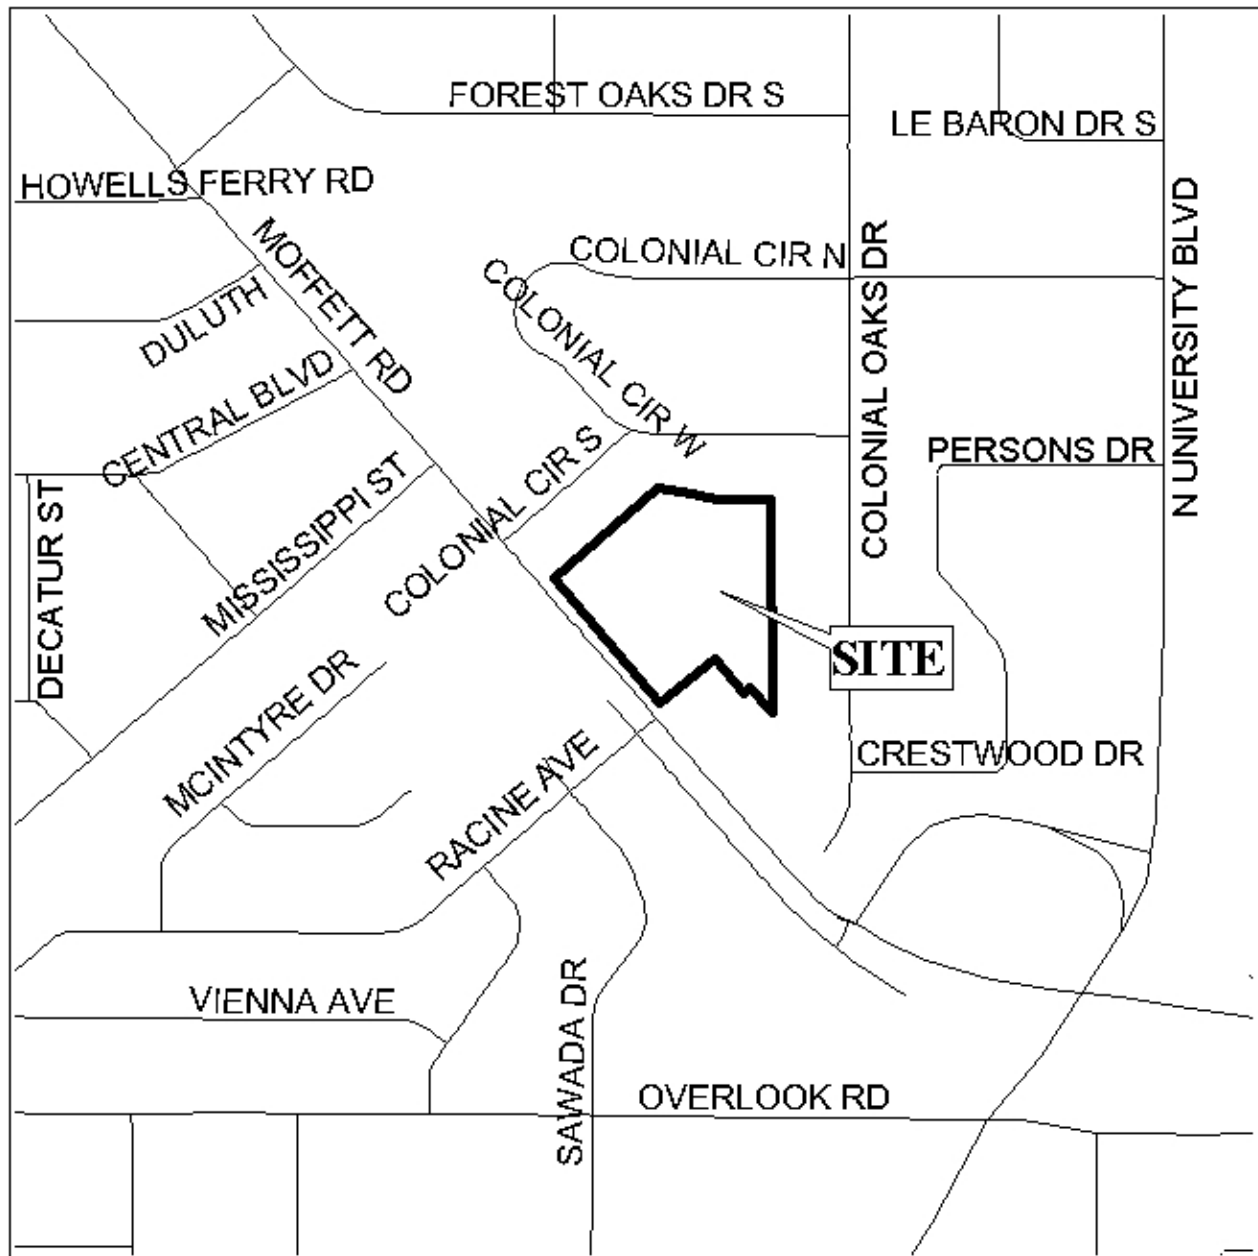 FOREST OAKS DR S
LE BARON DR S
HOWELLS FERRY RD
MOFFETT RD
COLONIAL CIR N
COLONIAL OAKS DR
N UNIVERSITY BLVD
DULUTH
COLONIAL CIR W
CENTRAL BLVD
COLONIAL CIR S
PERSONS DR
MISSISSIPPI ST
DECATUR ST
SITE
MCINTYRE DR
RACINE AVE
CRESTWOOD DR
VIENNA AVE
SAWADA DR
OVERLOOK RD